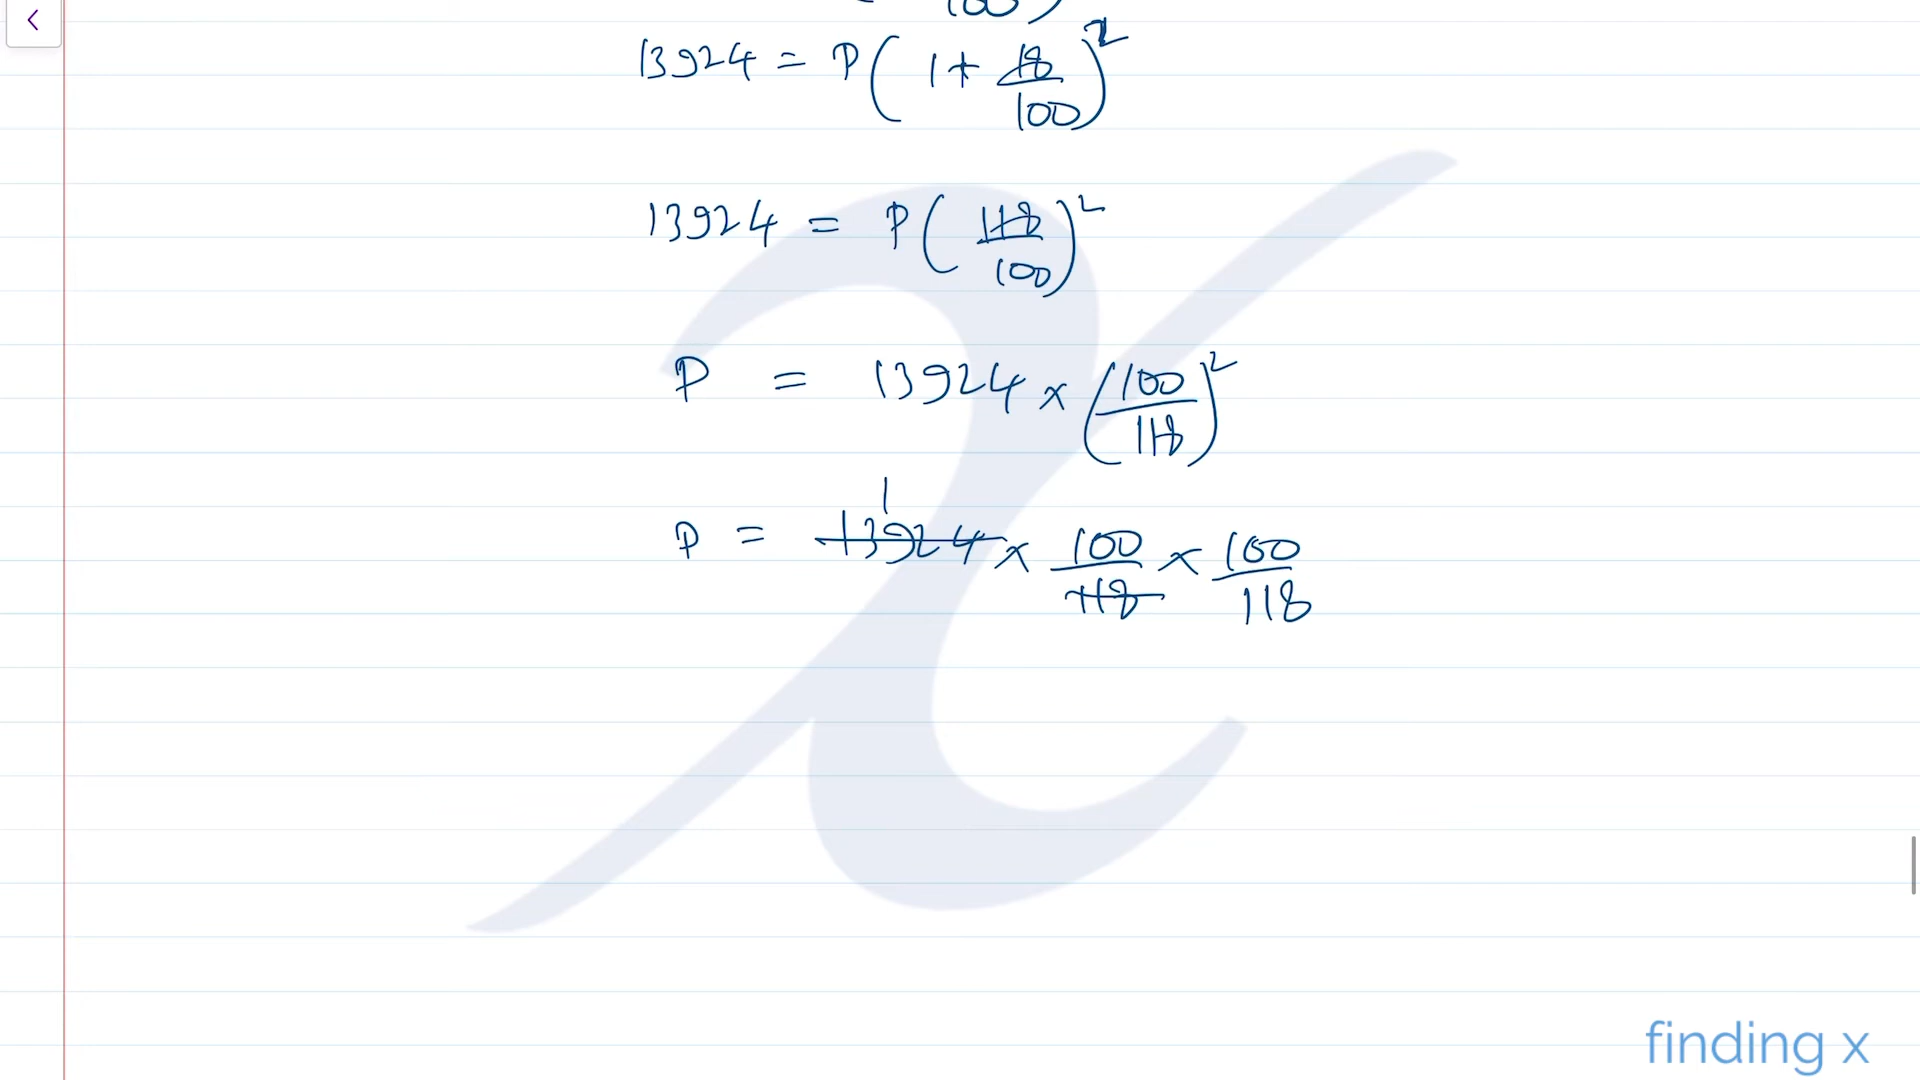 100)
13924 = P(1 + 18/100)²
13924 = P(118/100)²
P = 13924 × (100/118)²
1
P = 13924 × 100/118 × 100/118
finding x